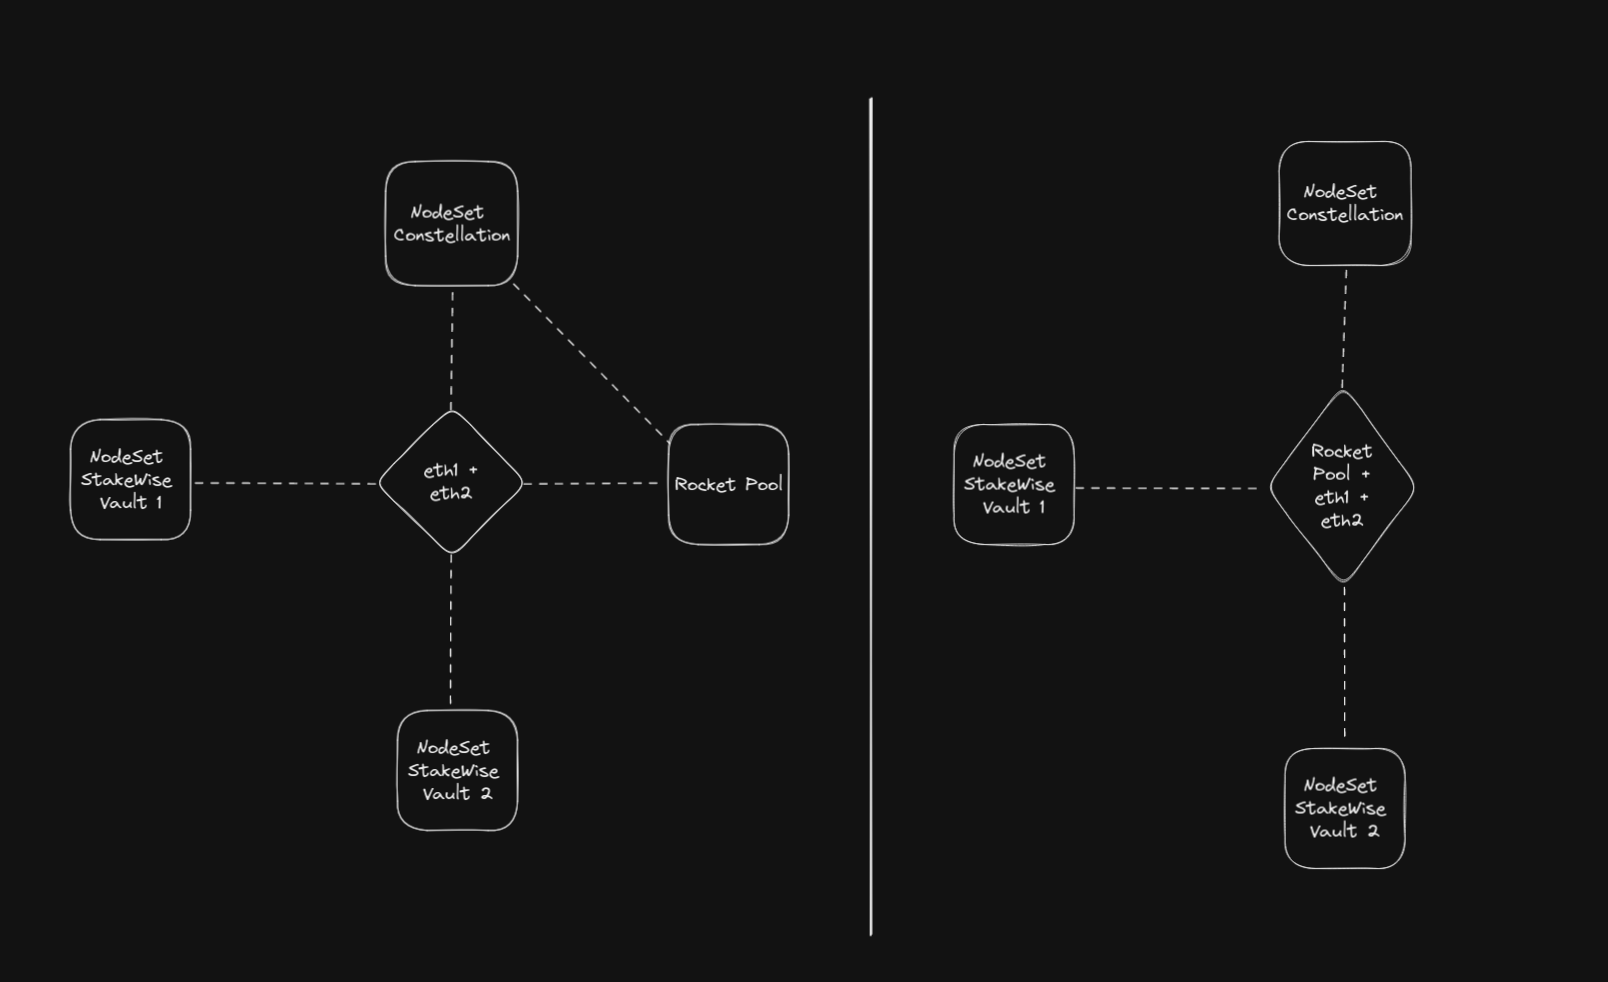 NodeSet
Constellation
NodeSet
StakeWise
Vault 1
eth1 +
eth2
Rocket Pool
NodeSet
StakeWise
Vault 2
NodeSet
Constellation
NodeSet
StakeWise
Vault 1
Rocket
Pool +
eth1 +
eth2
NodeSet
StakeWise
Vault 2